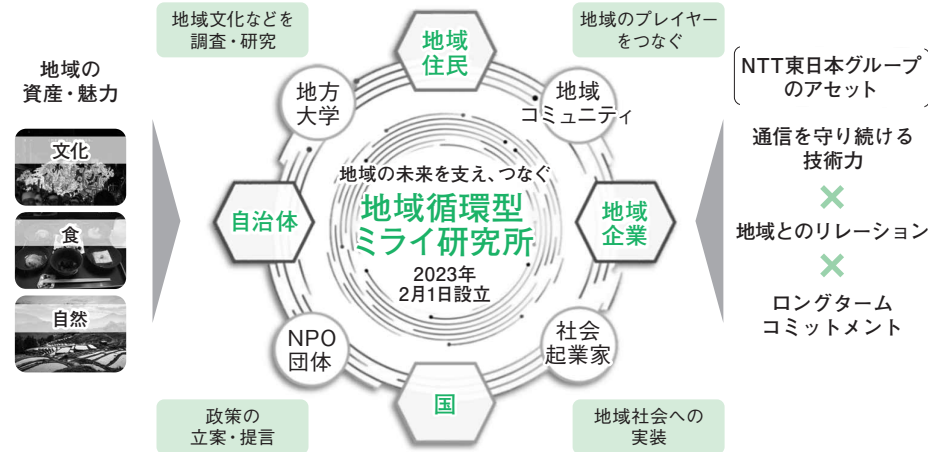 地域文化などを
調査・研究
地域のプレイヤー
をつなぐ
地域の
資産・魅力
文化
食
自然
地域
住民
地方
大学
地域
コミュニティ
自治体
地域の未来を支え、つなぐ
地域循環型
ミライ研究所
2023年
2月1日設立
地域
企業
NPO
団体
社会
起業家
国
政策の
立案・提言
地域社会への
実装
NTT東日本グループ
のアセット
通信を守り続ける
技術力
×
地域とのリレーション
×
ロングターム
コミットメント